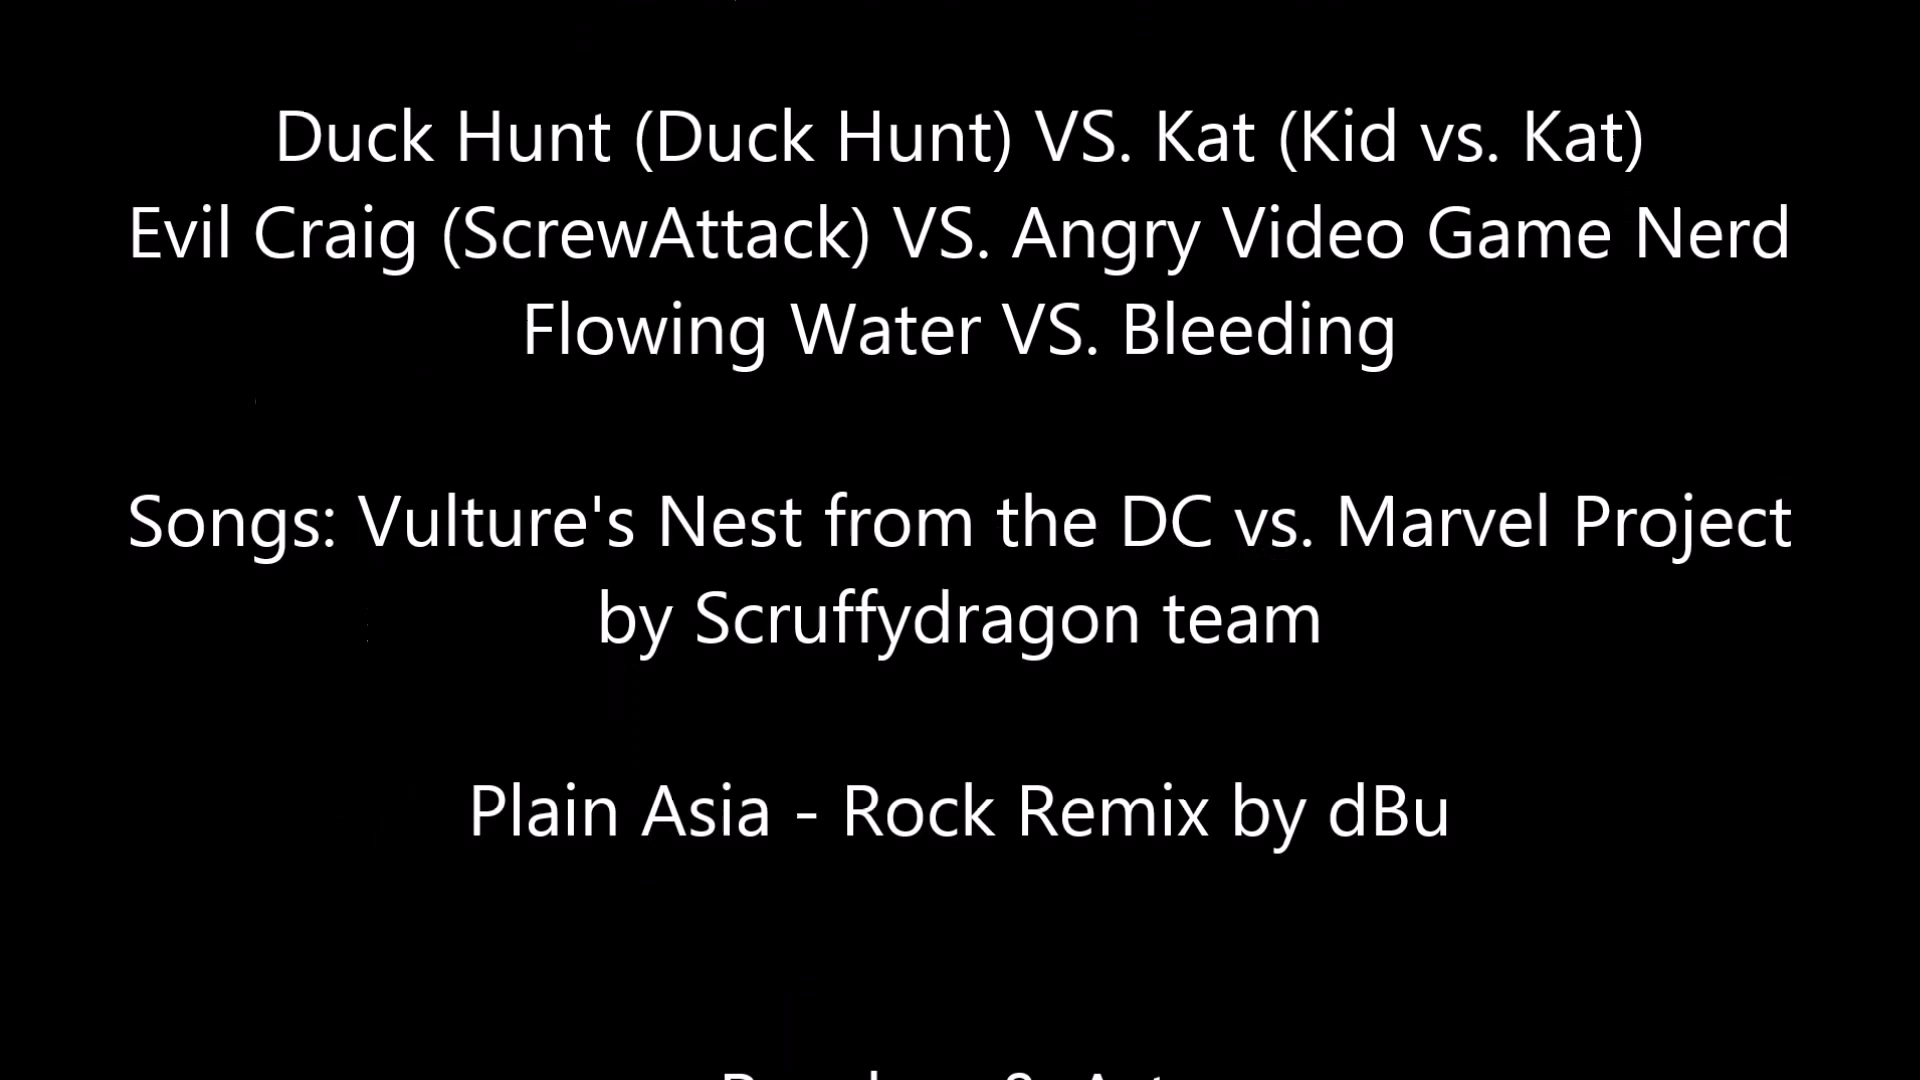 Duck Hunt (Duck Hunt) VS. Kat (Kid vs. Kat)
Evil Craig (ScrewAttack) VS. Angry Video Game Nerd
Flowing Water VS. Bleeding
Songs: Vulture's Nest from the DC vs. Marvel Project
by Scruffydragon team
Plain Asia - Rock Remix by dBu